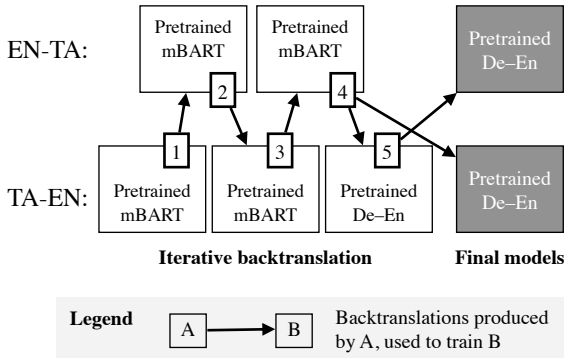 EN-TA:
Pretrained
mBART
Pretrained
mBART
Pretrained
De–En
2
4
1
3
5
TA-EN:
Pretrained
mBART
Pretrained
mBART
Pretrained
De–En
Pretrained
De–En
Iterative backtranslation
Final models
Legend
A
B
Backtranslations produced
by A, used to train B